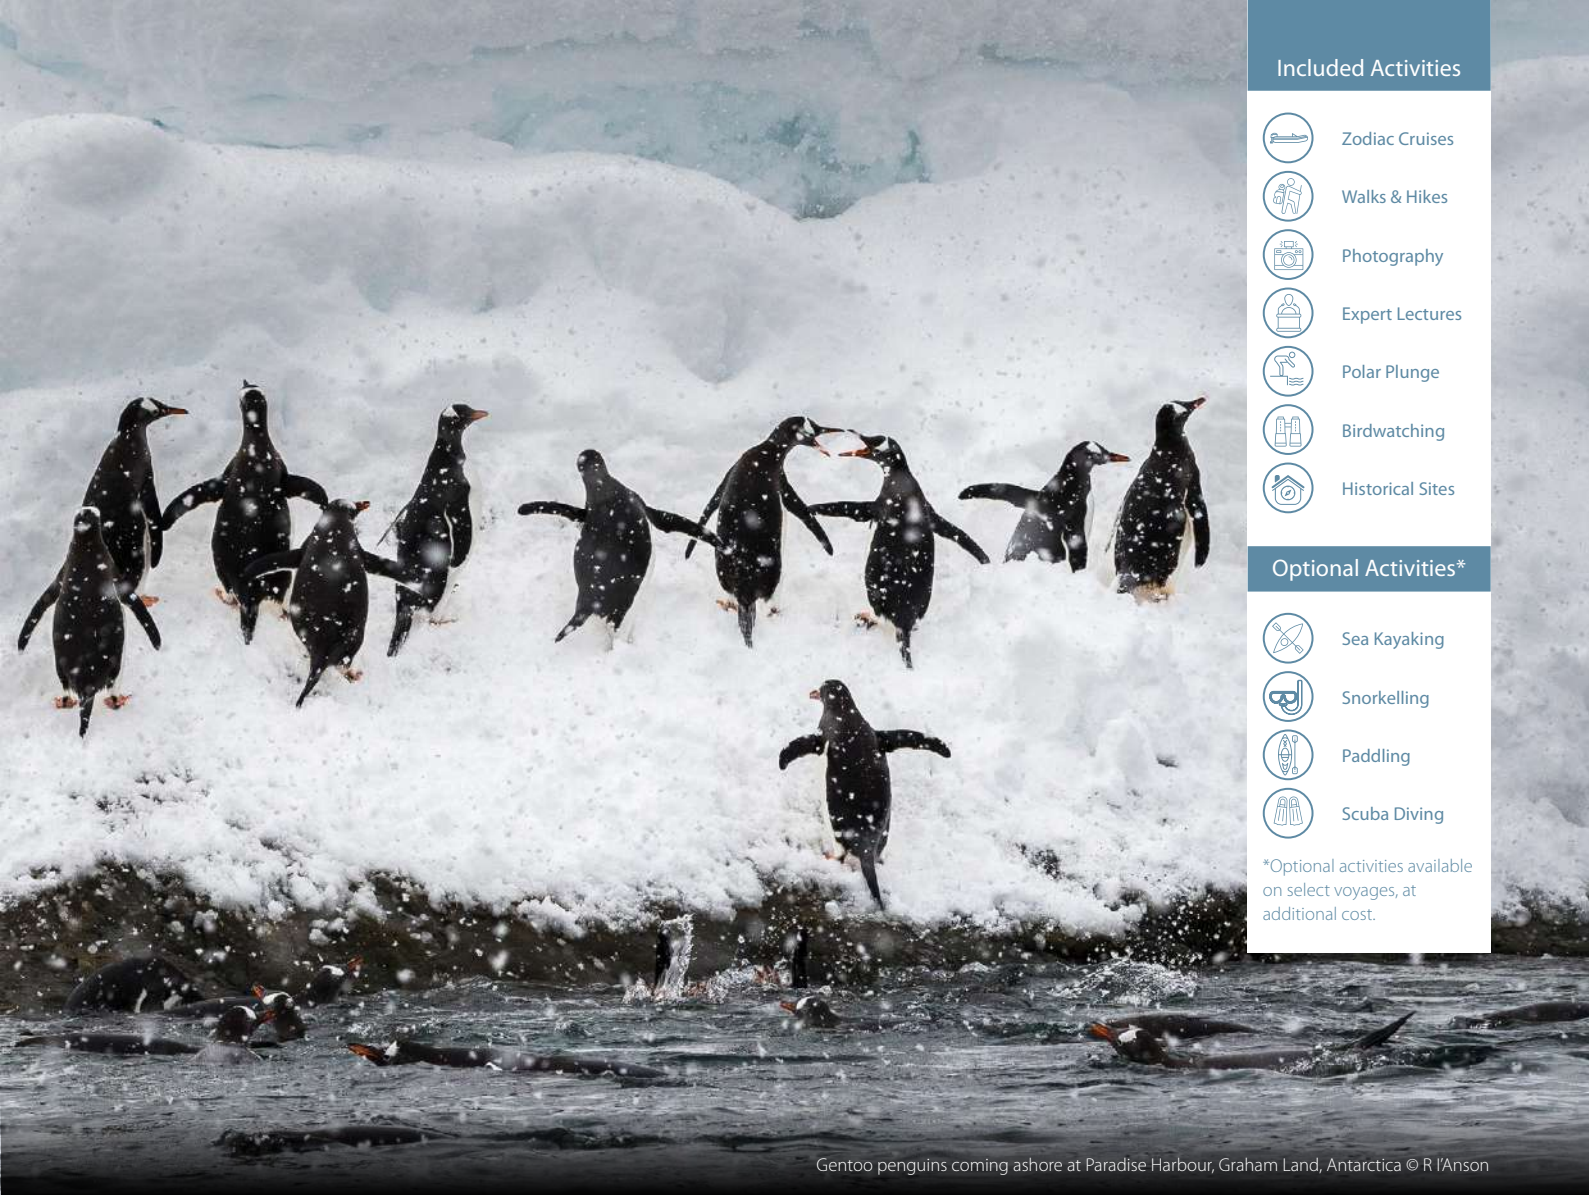 Included Activities
Zodiac Cruises
Walks & Hikes
Photography
Expert Lectures
Polar Plunge
Birdwatching
Historical Sites
Optional Activities*
Sea Kayaking
Snorkelling
Paddling
Scuba Diving
*Optional activities available
on select voyages, at
additional cost.
Gentoo penguins coming ashore at Paradise Harbour, Graham Land, Antarctica © R I'Anson